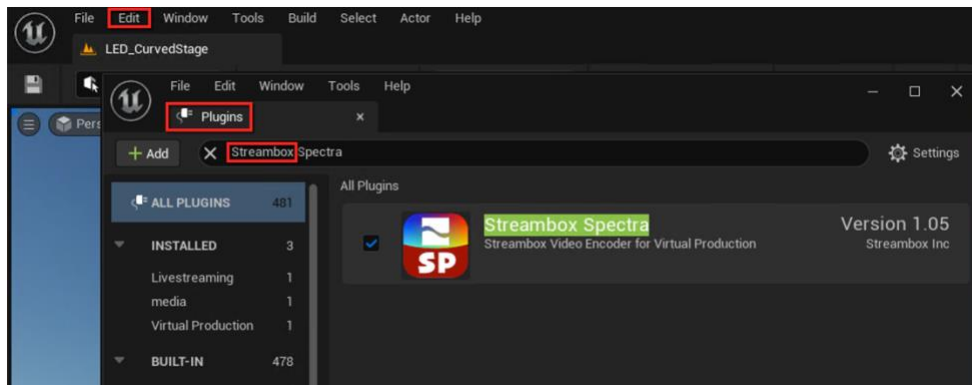 File Edit Window Tools Build Select Actor Help
LED_CurvedStage
File Edit Window Tools Help
Plugins
Pers
Add Streambox Spectra Settings
ALL PLUGINS 481
All Plugins
INSTALLED 3
Livestreaming 1
media 1
Virtual Production 1
BUILT-IN 478
SP
Streambox Spectra
Streambox Video Encoder for Virtual Production
Version 1.05
Streambox Inc